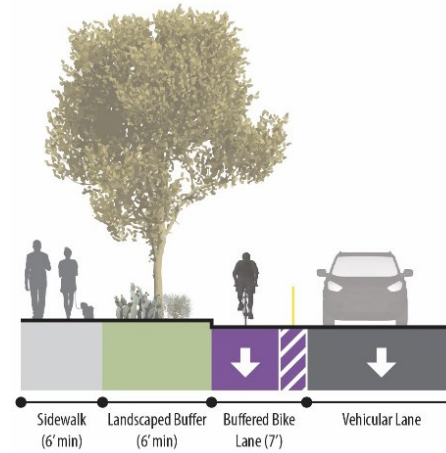 Sidewalk
(6' min)
Landscaped Buffer
(6' min)
Buffered Bike
Lane (7')
Vehicular Lane